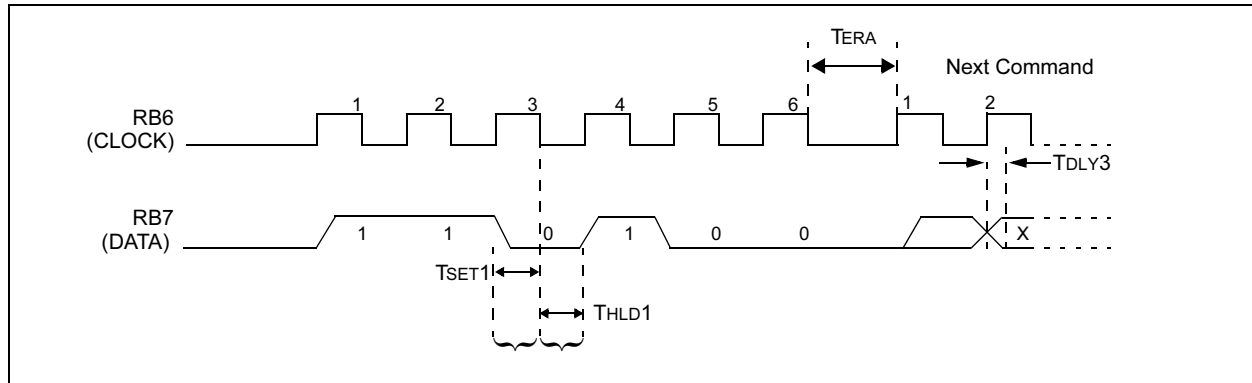 TERA
Next Command
1 2 3 4 5 6 1 2
RB6
(CLOCK)
TDLY3
RB7
(DATA)
1 1 0 1 0 0 X
TSET1
THLD1